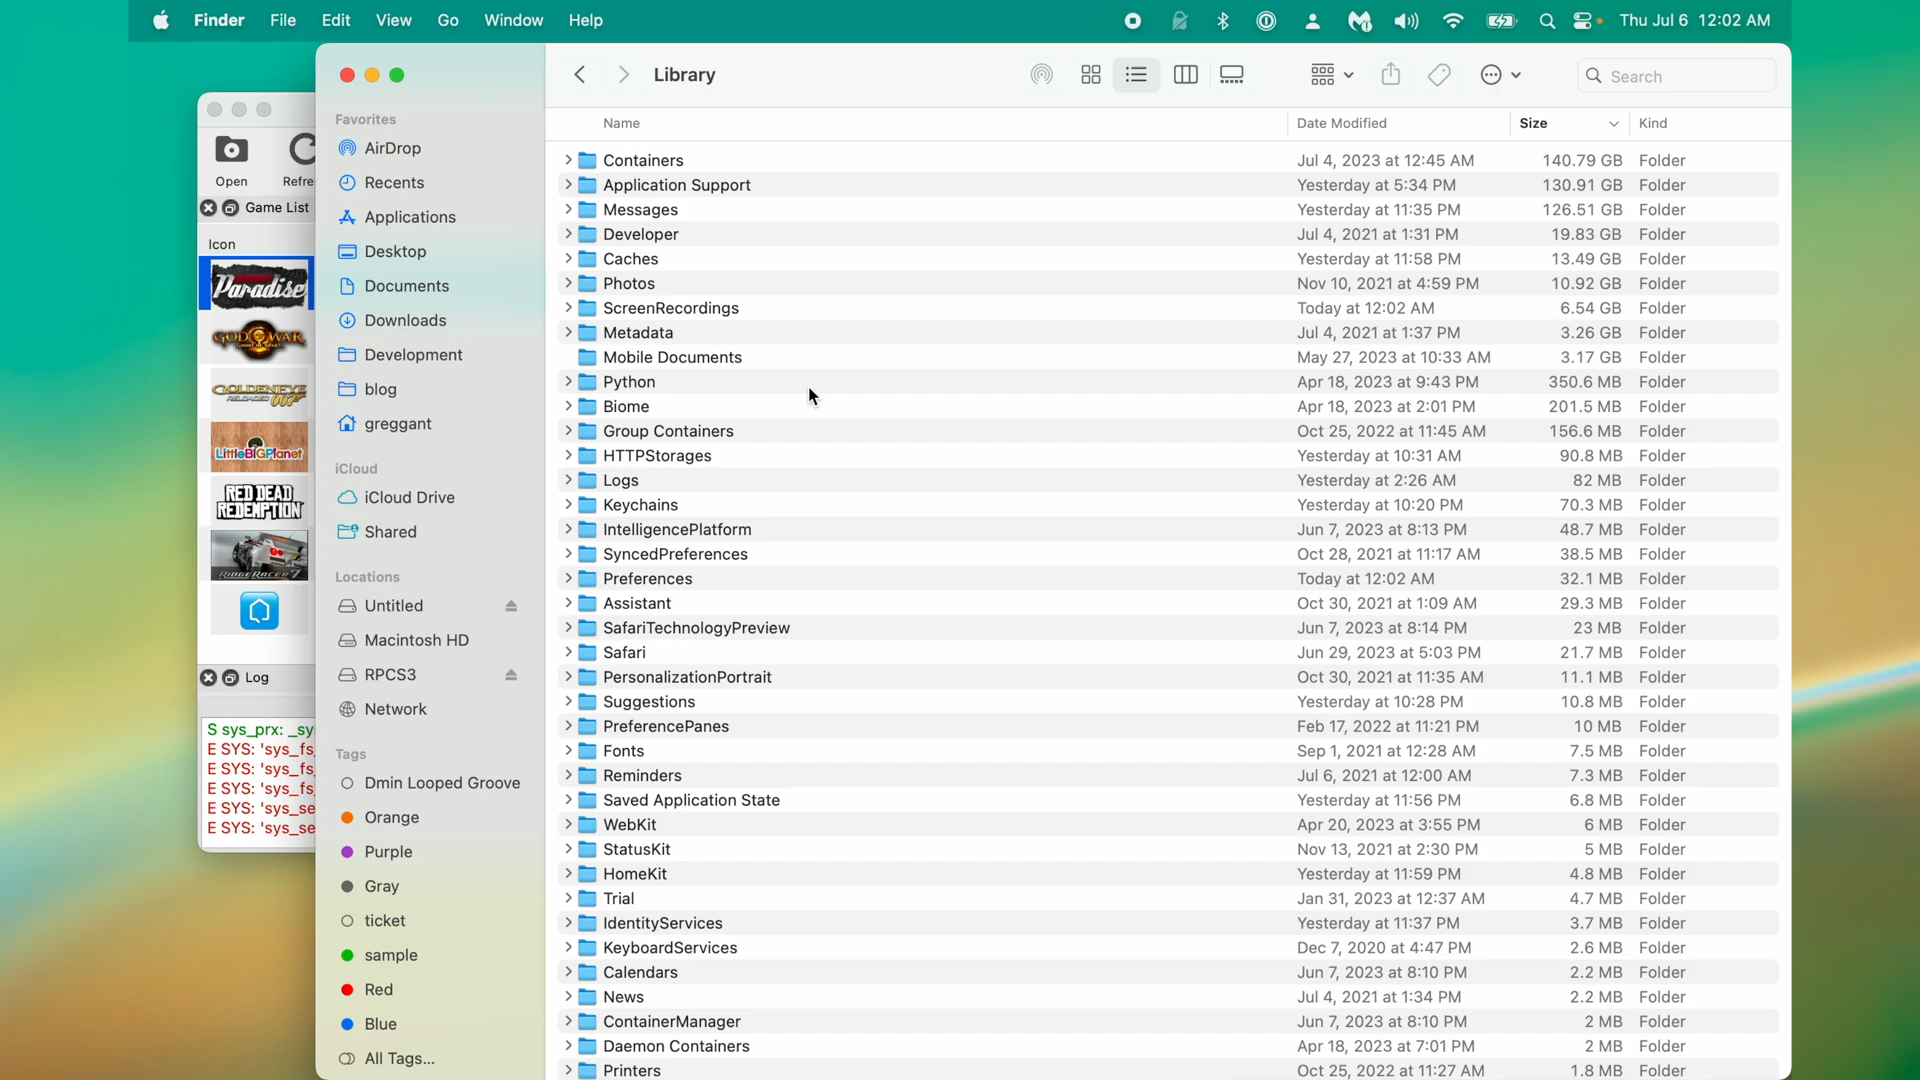 Finder File Edit View Go Window Help Thu Jul 6 12:02 AM
Library
Search
Open Refre
Game List
Icon
Paradise
GOD OF WAR
GOLDENEYE
RELOADED 007
LittleBIGPlanet
RED DEAD
REDEMPTION
RIDGE RACER 7
Log
S sys_prx: _sy
E SYS: 'sys_fs
E SYS: 'sys_fs
E SYS: 'sys_fs
E SYS: 'sys_se
E SYS: 'sys_se
Favorites
AirDrop
Recents
Applications
Desktop
Documents
Downloads
Development
blog
greggant
iCloud
iCloud Drive
Shared
Locations
Untitled
Macintosh HD
RPCS3
Network
Tags
Dmin Looped Groove
Orange
Purple
Gray
ticket
sample
Red
Blue
All Tags...
Name Date Modified Size Kind
Containers Jul 4, 2023 at 12:45 AM 140.79 GB Folder
Application Support Yesterday at 5:34 PM 130.91 GB Folder
Messages Yesterday at 11:35 PM 126.51 GB Folder
Developer Jul 4, 2021 at 1:31 PM 19.83 GB Folder
Caches Yesterday at 11:58 PM 13.49 GB Folder
Photos Nov 10, 2021 at 4:59 PM 10.92 GB Folder
ScreenRecordings Today at 12:02 AM 6.54 GB Folder
Metadata Jul 4, 2021 at 1:37 PM 3.26 GB Folder
Mobile Documents May 27, 2023 at 10:33 AM 3.17 GB Folder
Python Apr 18, 2023 at 9:43 PM 350.6 MB Folder
Biome Apr 18, 2023 at 2:01 PM 201.5 MB Folder
Group Containers Oct 25, 2022 at 11:45 AM 156.6 MB Folder
HTTPStorages Yesterday at 10:31 AM 90.8 MB Folder
Logs Yesterday at 2:26 AM 82 MB Folder
Keychains Yesterday at 10:20 PM 70.3 MB Folder
IntelligencePlatform Jun 7, 2023 at 8:13 PM 48.7 MB Folder
SyncedPreferences Oct 28, 2021 at 11:17 AM 38.5 MB Folder
Preferences Today at 12:02 AM 32.1 MB Folder
Assistant Oct 30, 2021 at 1:09 AM 29.3 MB Folder
SafariTechnologyPreview Jun 7, 2023 at 8:14 PM 23 MB Folder
Safari Jun 29, 2023 at 5:03 PM 21.7 MB Folder
PersonalizationPortrait Oct 30, 2021 at 11:35 AM 11.1 MB Folder
Suggestions Yesterday at 10:28 PM 10.8 MB Folder
PreferencePanes Feb 17, 2022 at 11:21 PM 10 MB Folder
Fonts Sep 1, 2021 at 12:28 AM 7.5 MB Folder
Reminders Jul 6, 2021 at 12:00 AM 7.3 MB Folder
Saved Application State Yesterday at 11:56 PM 6.8 MB Folder
WebKit Apr 20, 2023 at 3:55 PM 6 MB Folder
StatusKit Nov 13, 2021 at 2:30 PM 5 MB Folder
HomeKit Yesterday at 11:59 PM 4.8 MB Folder
Trial Jan 31, 2023 at 12:37 AM 4.7 MB Folder
IdentityServices Yesterday at 11:37 PM 3.7 MB Folder
KeyboardServices Dec 7, 2020 at 4:47 PM 2.6 MB Folder
Calendars Jun 7, 2023 at 8:10 PM 2.2 MB Folder
News Jul 4, 2021 at 1:34 PM 2.2 MB Folder
ContainerManager Jun 7, 2023 at 8:10 PM 2 MB Folder
Daemon Containers Apr 18, 2023 at 7:01 PM 2 MB Folder
Printers Oct 25, 2022 at 11:27 AM 1.8 MB Folder